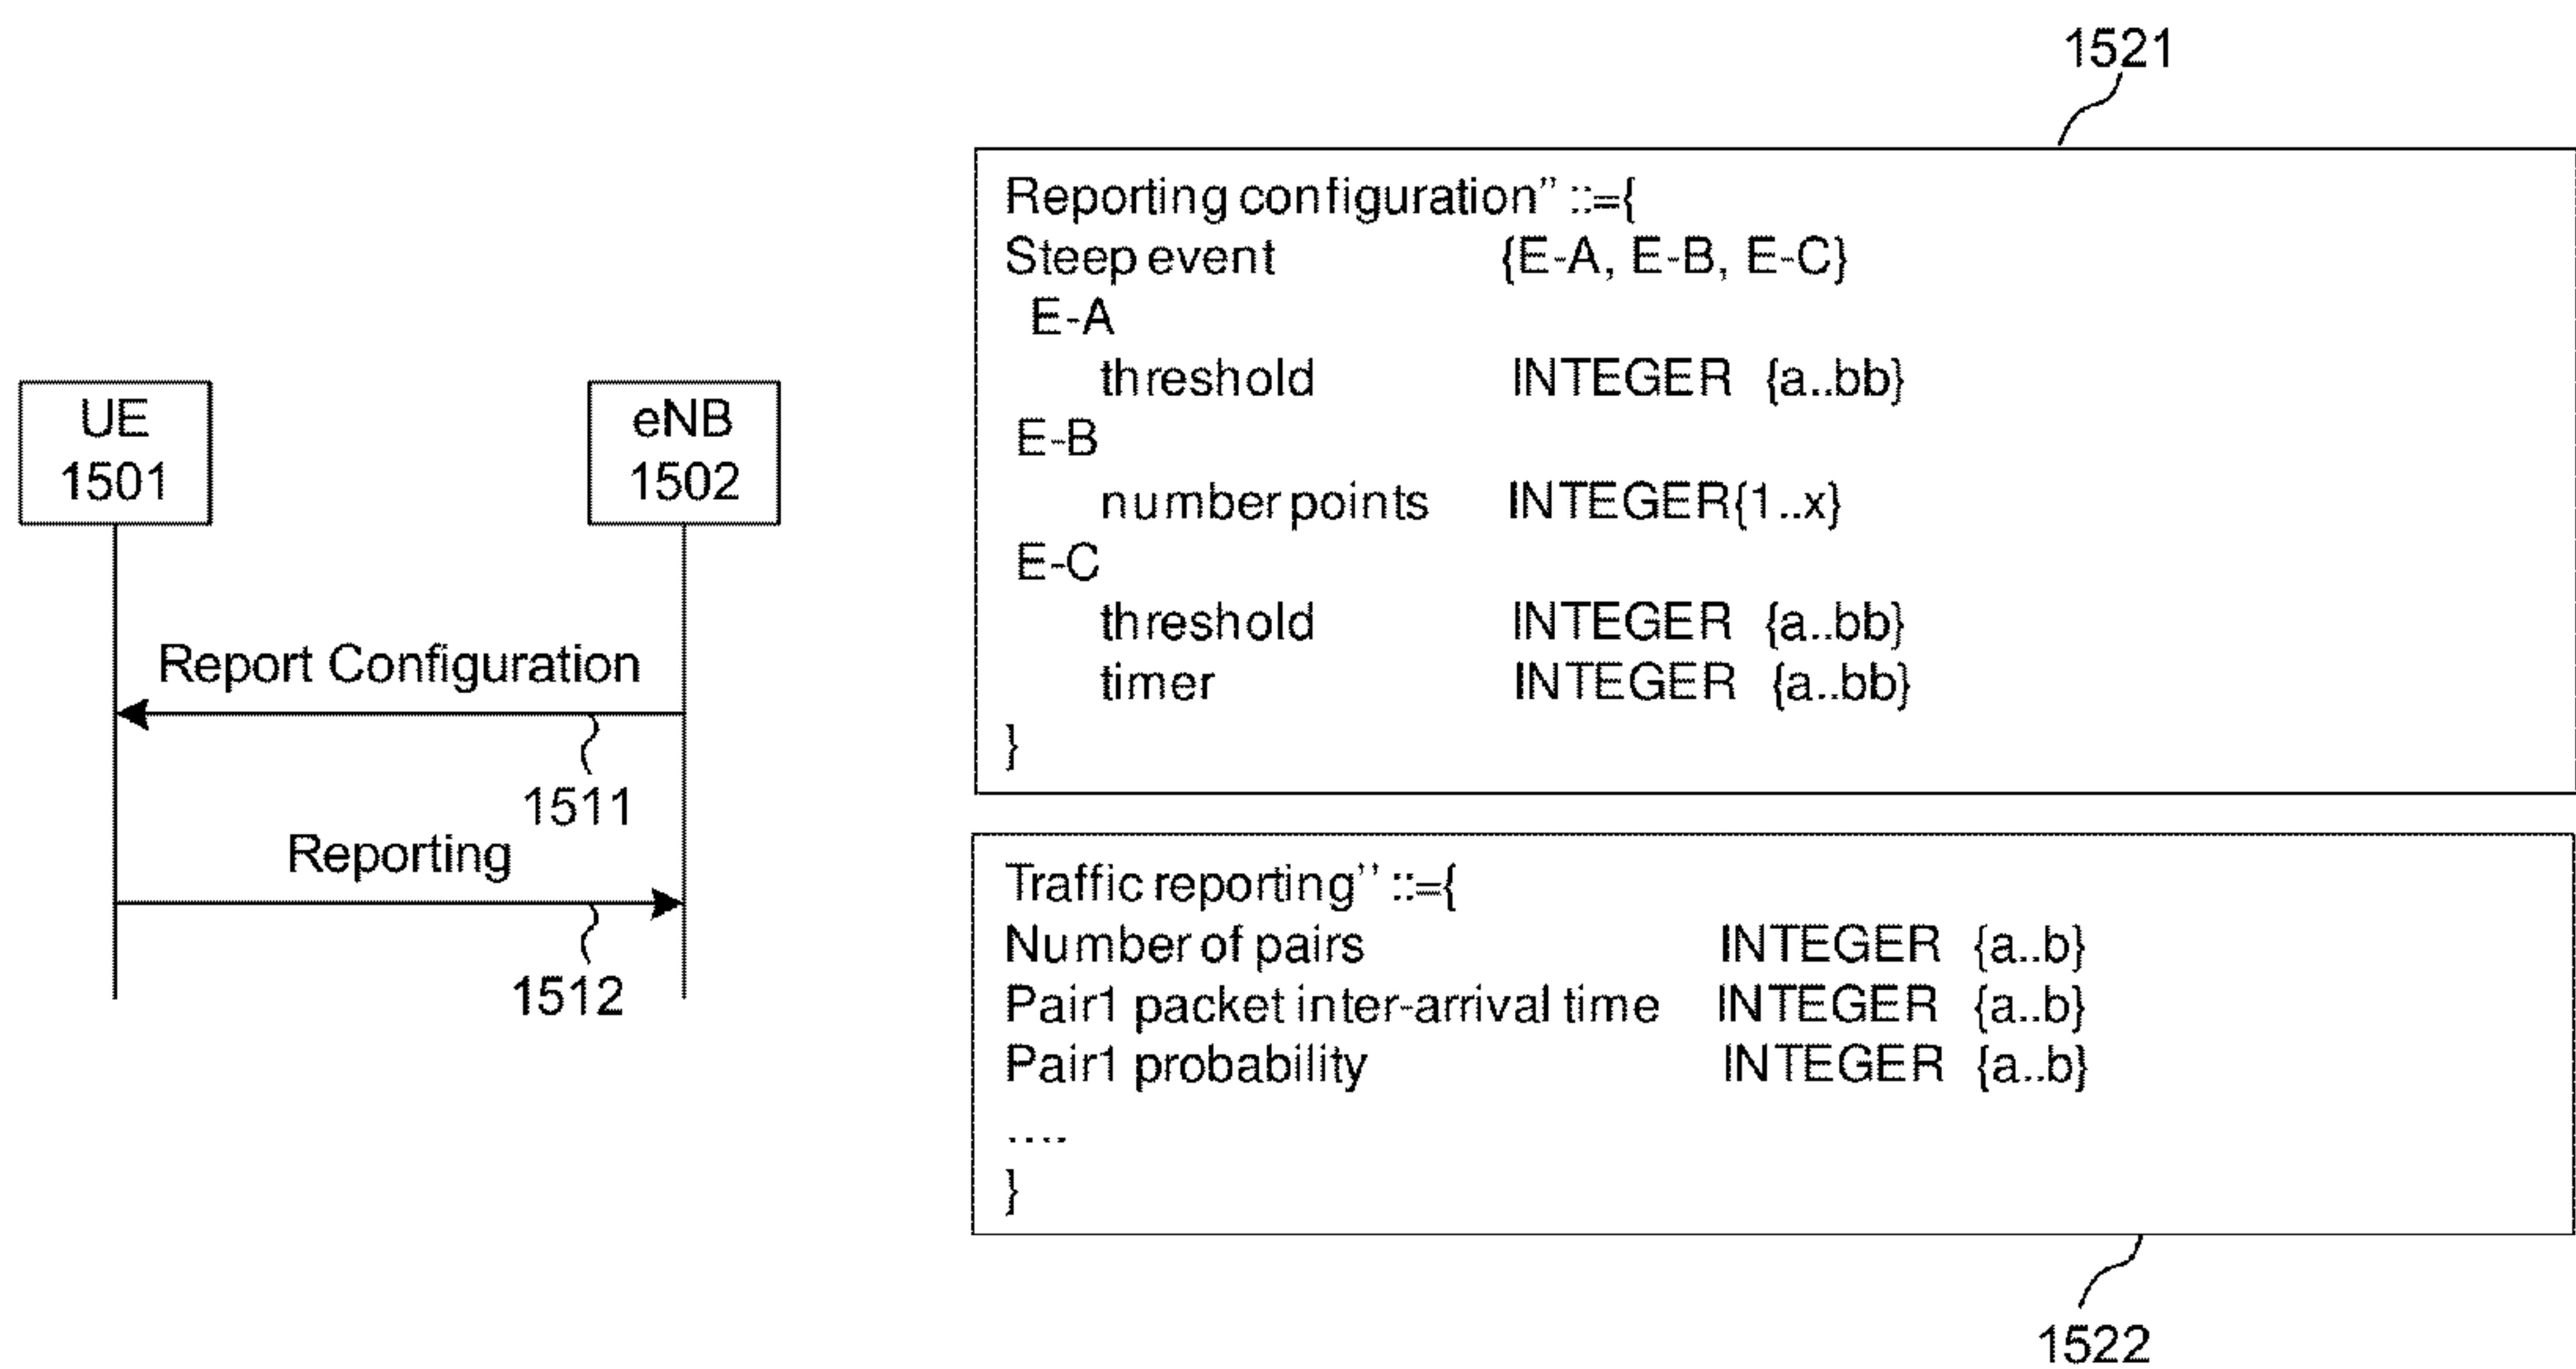 1521
Reporting configuration” ::={
Steep event {E-A, E-B, E-C}
E-A
threshold INTEGER {a..bb}
E-B
number points INTEGER{1..x}
E-C
threshold INTEGER {a..bb}
timer INTEGER {a..bb}
}
UE
1501
eNB
1502
Report Configuration
1511
Reporting
1512
Traffic reporting’’ ::={
Number of pairs INTEGER {a..b}
Pair1 packet inter-arrival time INTEGER {a..b}
Pair1 probability INTEGER {a..b}
....
}
1522